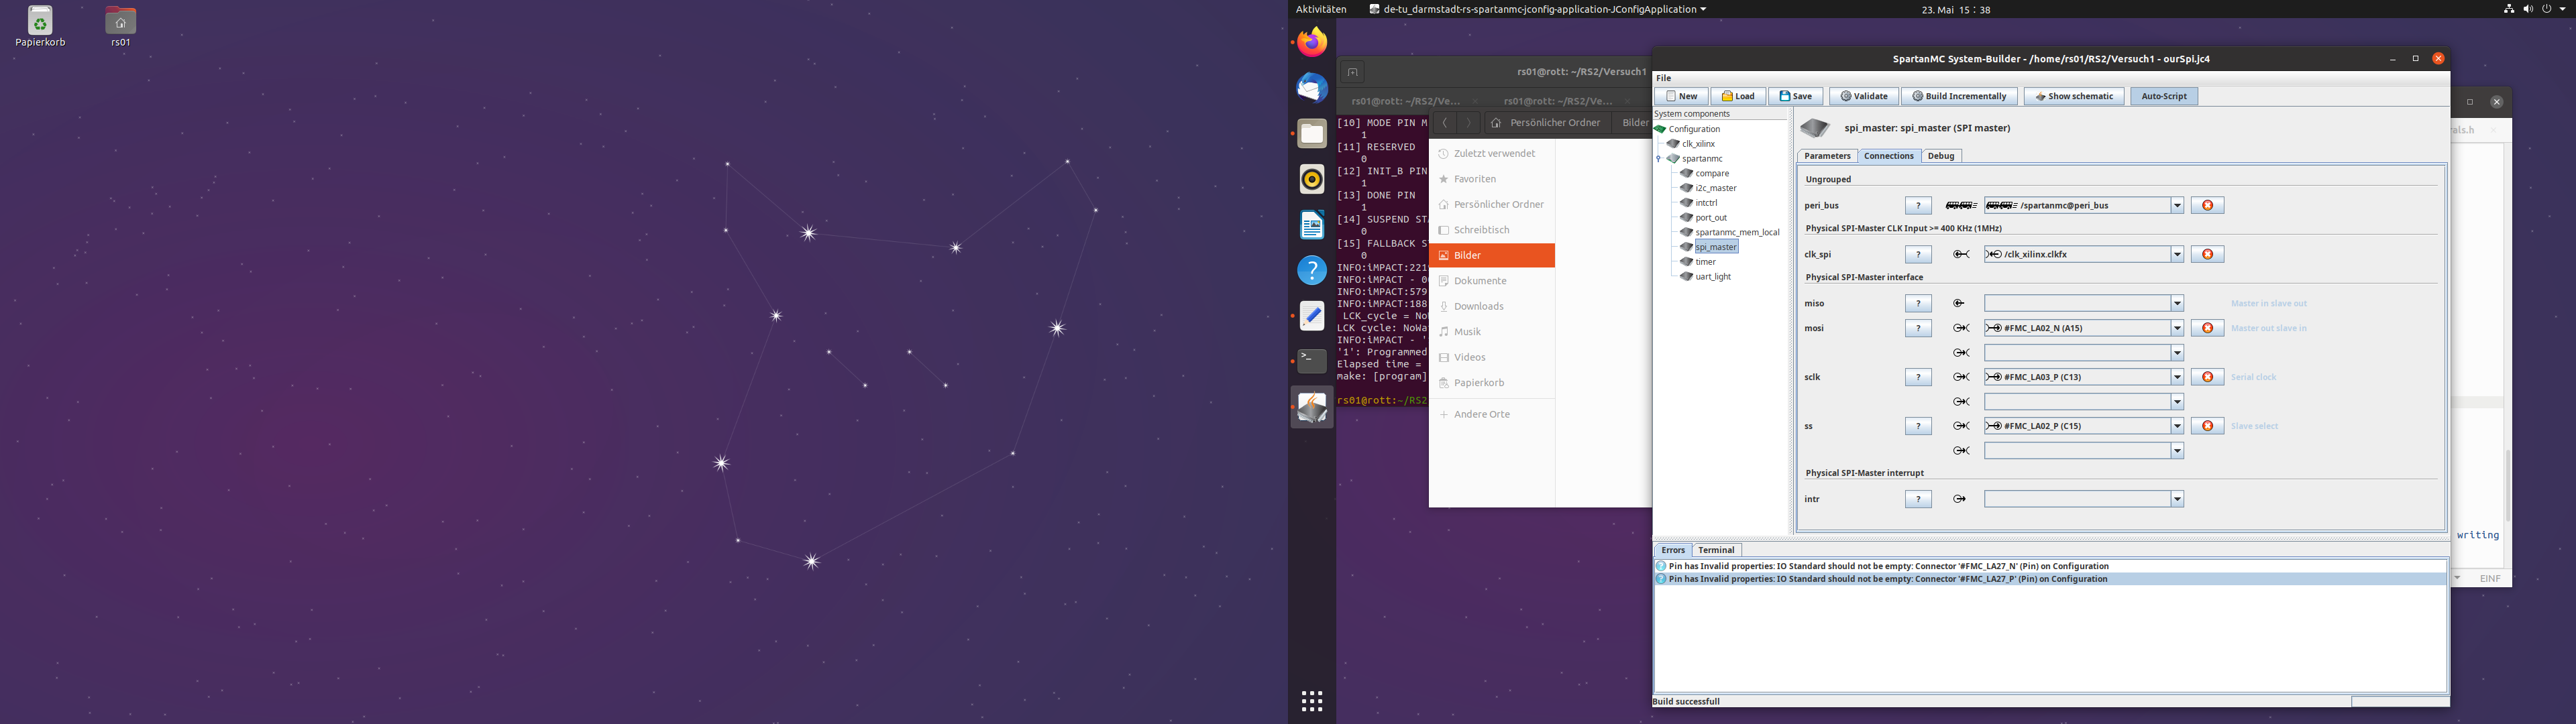 Papierkorb
rs01
Aktivitäten
de-tu_darmstadt-rs-spartanmc-jconfig-application-JConfigApplication
23. Mai 15:38
rs01@rott: ~/RS2/Versuch1
rs01@rott: ~/RS2/Ve...
rs01@rott: ~/RS2/Ve...
[10] MODE PIN M
1
[11] RESERVED
0
[12] INIT_B PIN
1
[13] DONE PIN
1
[14] SUSPEND STA
0
[15] FALLBACK ST
0
INFO:iMPACT:221
INFO:iMPACT - 0
INFO:iMPACT:579
INFO:iMPACT:188
LCK_cycle = No
LCK cycle: NoWa
INFO:iMPACT - '
'1': Programmed
Elapsed time =
make: [program]
rs01@rott:~/RS2
Persönlicher Ordner
Bilder
Zuletzt verwendet
Favoriten
Persönlicher Ordner
Schreibtisch
Bilder
Dokumente
Downloads
Musik
Videos
Papierkorb
Andere Orte
SpartanMC System-Builder - /home/rs01/RS2/Versuch1 - ourSpi.jc4
File
New
Load
Save
Validate
Build Incrementally
Show schematic
Auto-Script
System components
Configuration
clk_xilinx
spartanmc
compare
i2c_master
intctrl
port_out
spartanmc_mem_local
spi_master
timer
uart_light
spi_master: spi_master (SPI master)
Parameters
Connections
Debug
Ungrouped
peri_bus
?
/spartanmc@peri_bus
Physical SPI-Master CLK Input >= 400 KHz (1MHz)
clk_spi
?
/clk_xilinx.clkfx
Physical SPI-Master interface
miso
?
Master in slave out
mosi
?
#FMC_LA02_N (A15)
Master out slave in
sclk
?
#FMC_LA03_P (C13)
Serial clock
ss
?
#FMC_LA02_P (C15)
Slave select
Physical SPI-Master interrupt
intr
?
Errors
Terminal
Pin has Invalid properties: IO Standard should not be empty: Connector '#FMC_LA27_N' (Pin) on Configuration
Pin has Invalid properties: IO Standard should not be empty: Connector '#FMC_LA27_P' (Pin) on Configuration
Build successfull
als.h
writing
EINF